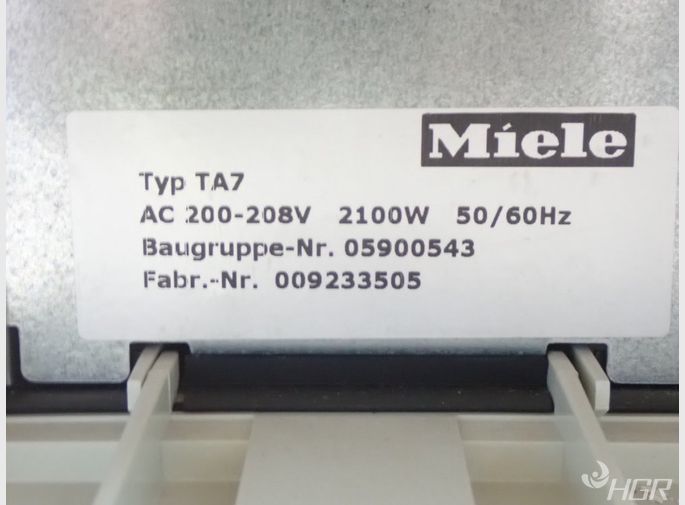 Miele
Typ TA7
AC 200-208V 2100W 50/60Hz
Baugruppe-Nr. 05900543
Fabr.-Nr. 009233505
HGR